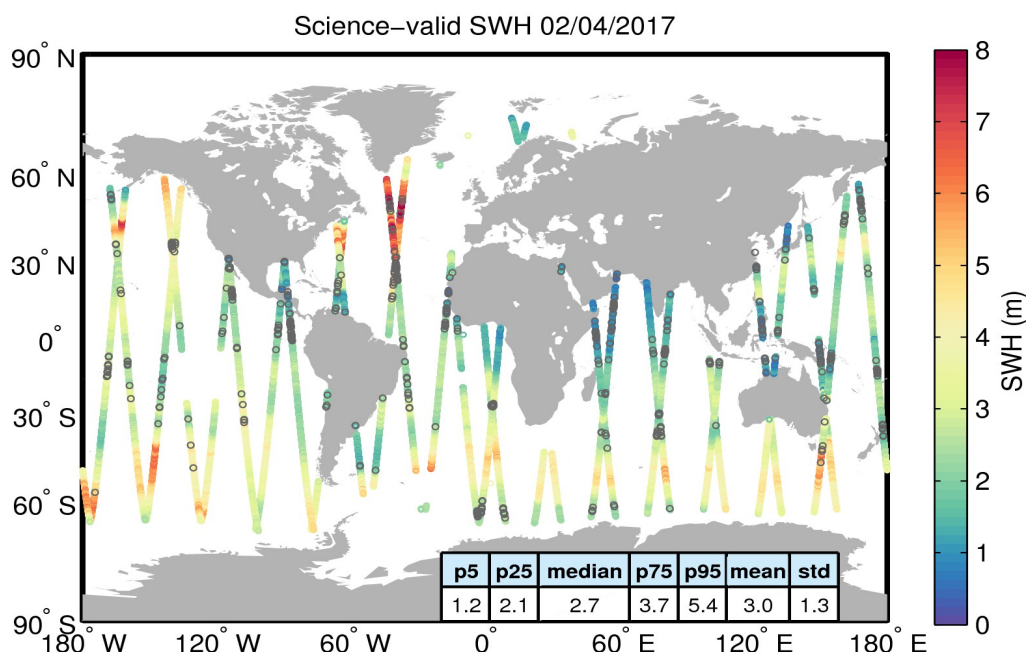 Science−valid SWH 02/04/2017
90° N
60° N
30° N
0°
30° S
60° S
90° S
180° W
120° W
60° W
0°
60° E
120° E
180° E
p5 p25 median p75 p95 mean std
1.2 2.1 2.7 3.7 5.4 3.0 1.3
8
7
6
5
4
3
2
1
0
SWH (m)